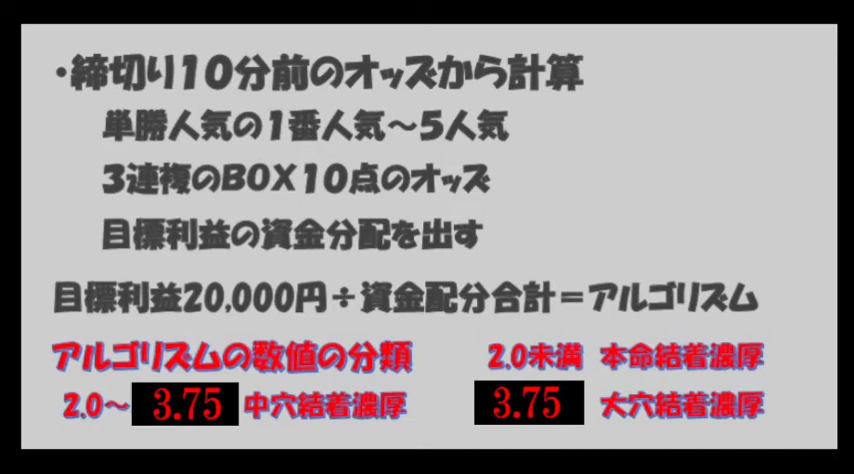 ・締切り10分前のオッズから計算
単勝人気の1番人気～5人気
3連複のBOX10点のオッズ
目標利益の資金分配を出す
目標利益20,000円÷資金配分合計＝アルゴリズム
アルゴリズムの数値の分類 2.0未満 本命結着濃厚
2.0～ 3.75 中穴結着濃厚 3.75 大穴結着濃厚